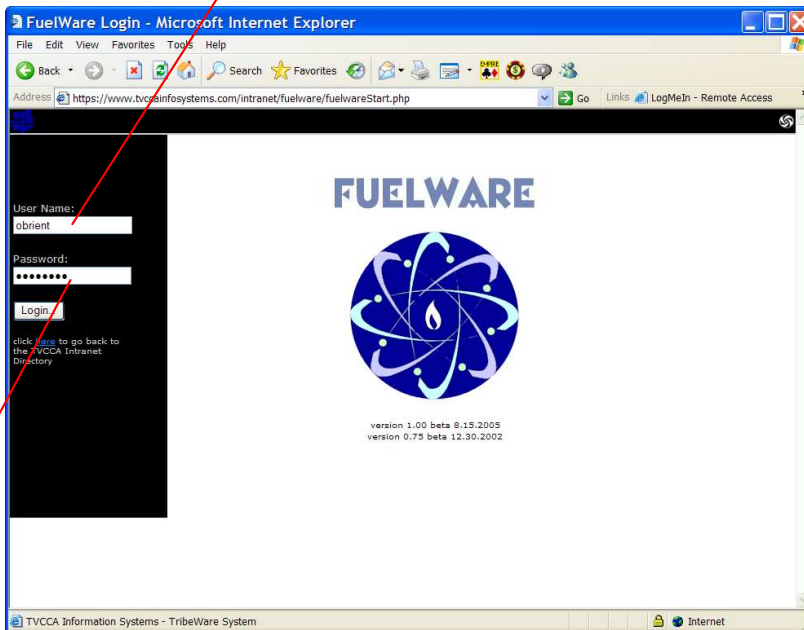 FuelWare Login - Microsoft Internet Explorer
File Edit View Favorites Tools Help
Back Search Favorites EMPIRE
Address https://www.tvccainfosystems.com/intranet/fuelware/fuelwareStart.php Go Links LogMeIn - Remote Access
FUELWARE
User Name:
obrient
Password:
••••••••
Login..
click here to go back to
the TVCCA Intranet
Directory
version 1.00 beta 8.15.2005
version 0.75 beta 12.30.2002
TVCCA Information Systems - TribeWare System Internet